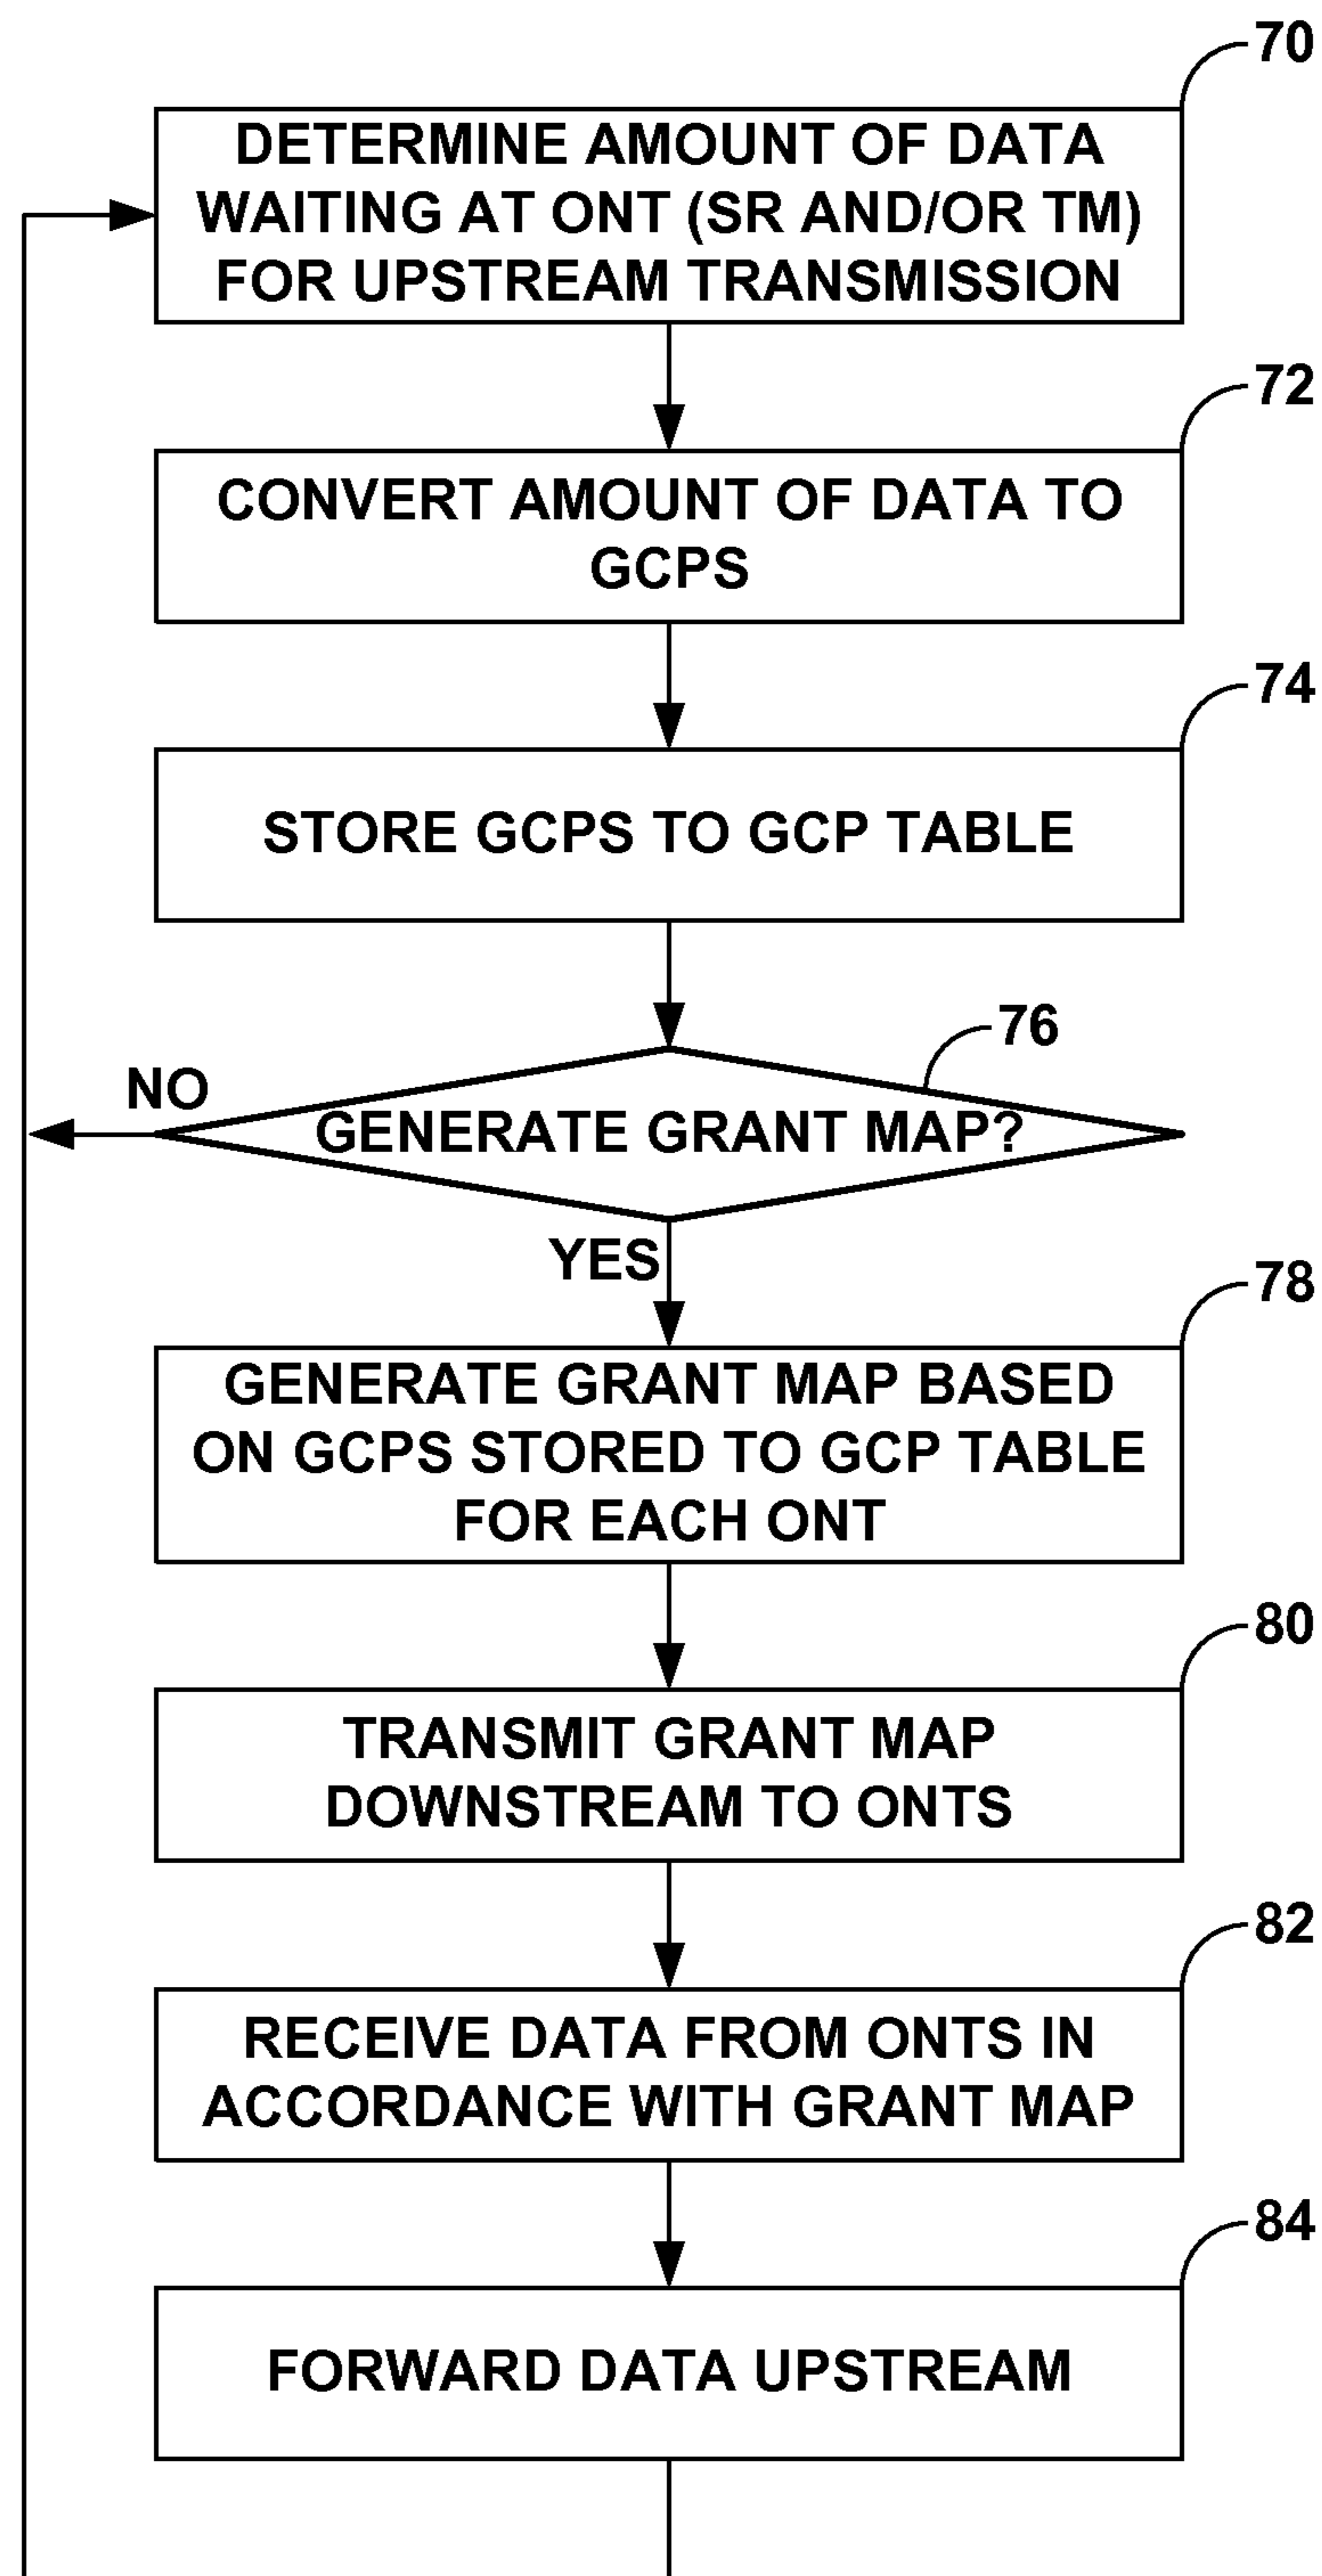 70
DETERMINE AMOUNT OF DATA
WAITING AT ONT (SR AND/OR TM)
FOR UPSTREAM TRANSMISSION
72
CONVERT AMOUNT OF DATA TO
GCPS
74
STORE GCPS TO GCP TABLE
76
NO
GENERATE GRANT MAP?
YES
78
GENERATE GRANT MAP BASED
ON GCPS STORED TO GCP TABLE
FOR EACH ONT
80
TRANSMIT GRANT MAP
DOWNSTREAM TO ONTS
82
RECEIVE DATA FROM ONTS IN
ACCORDANCE WITH GRANT MAP
84
FORWARD DATA UPSTREAM